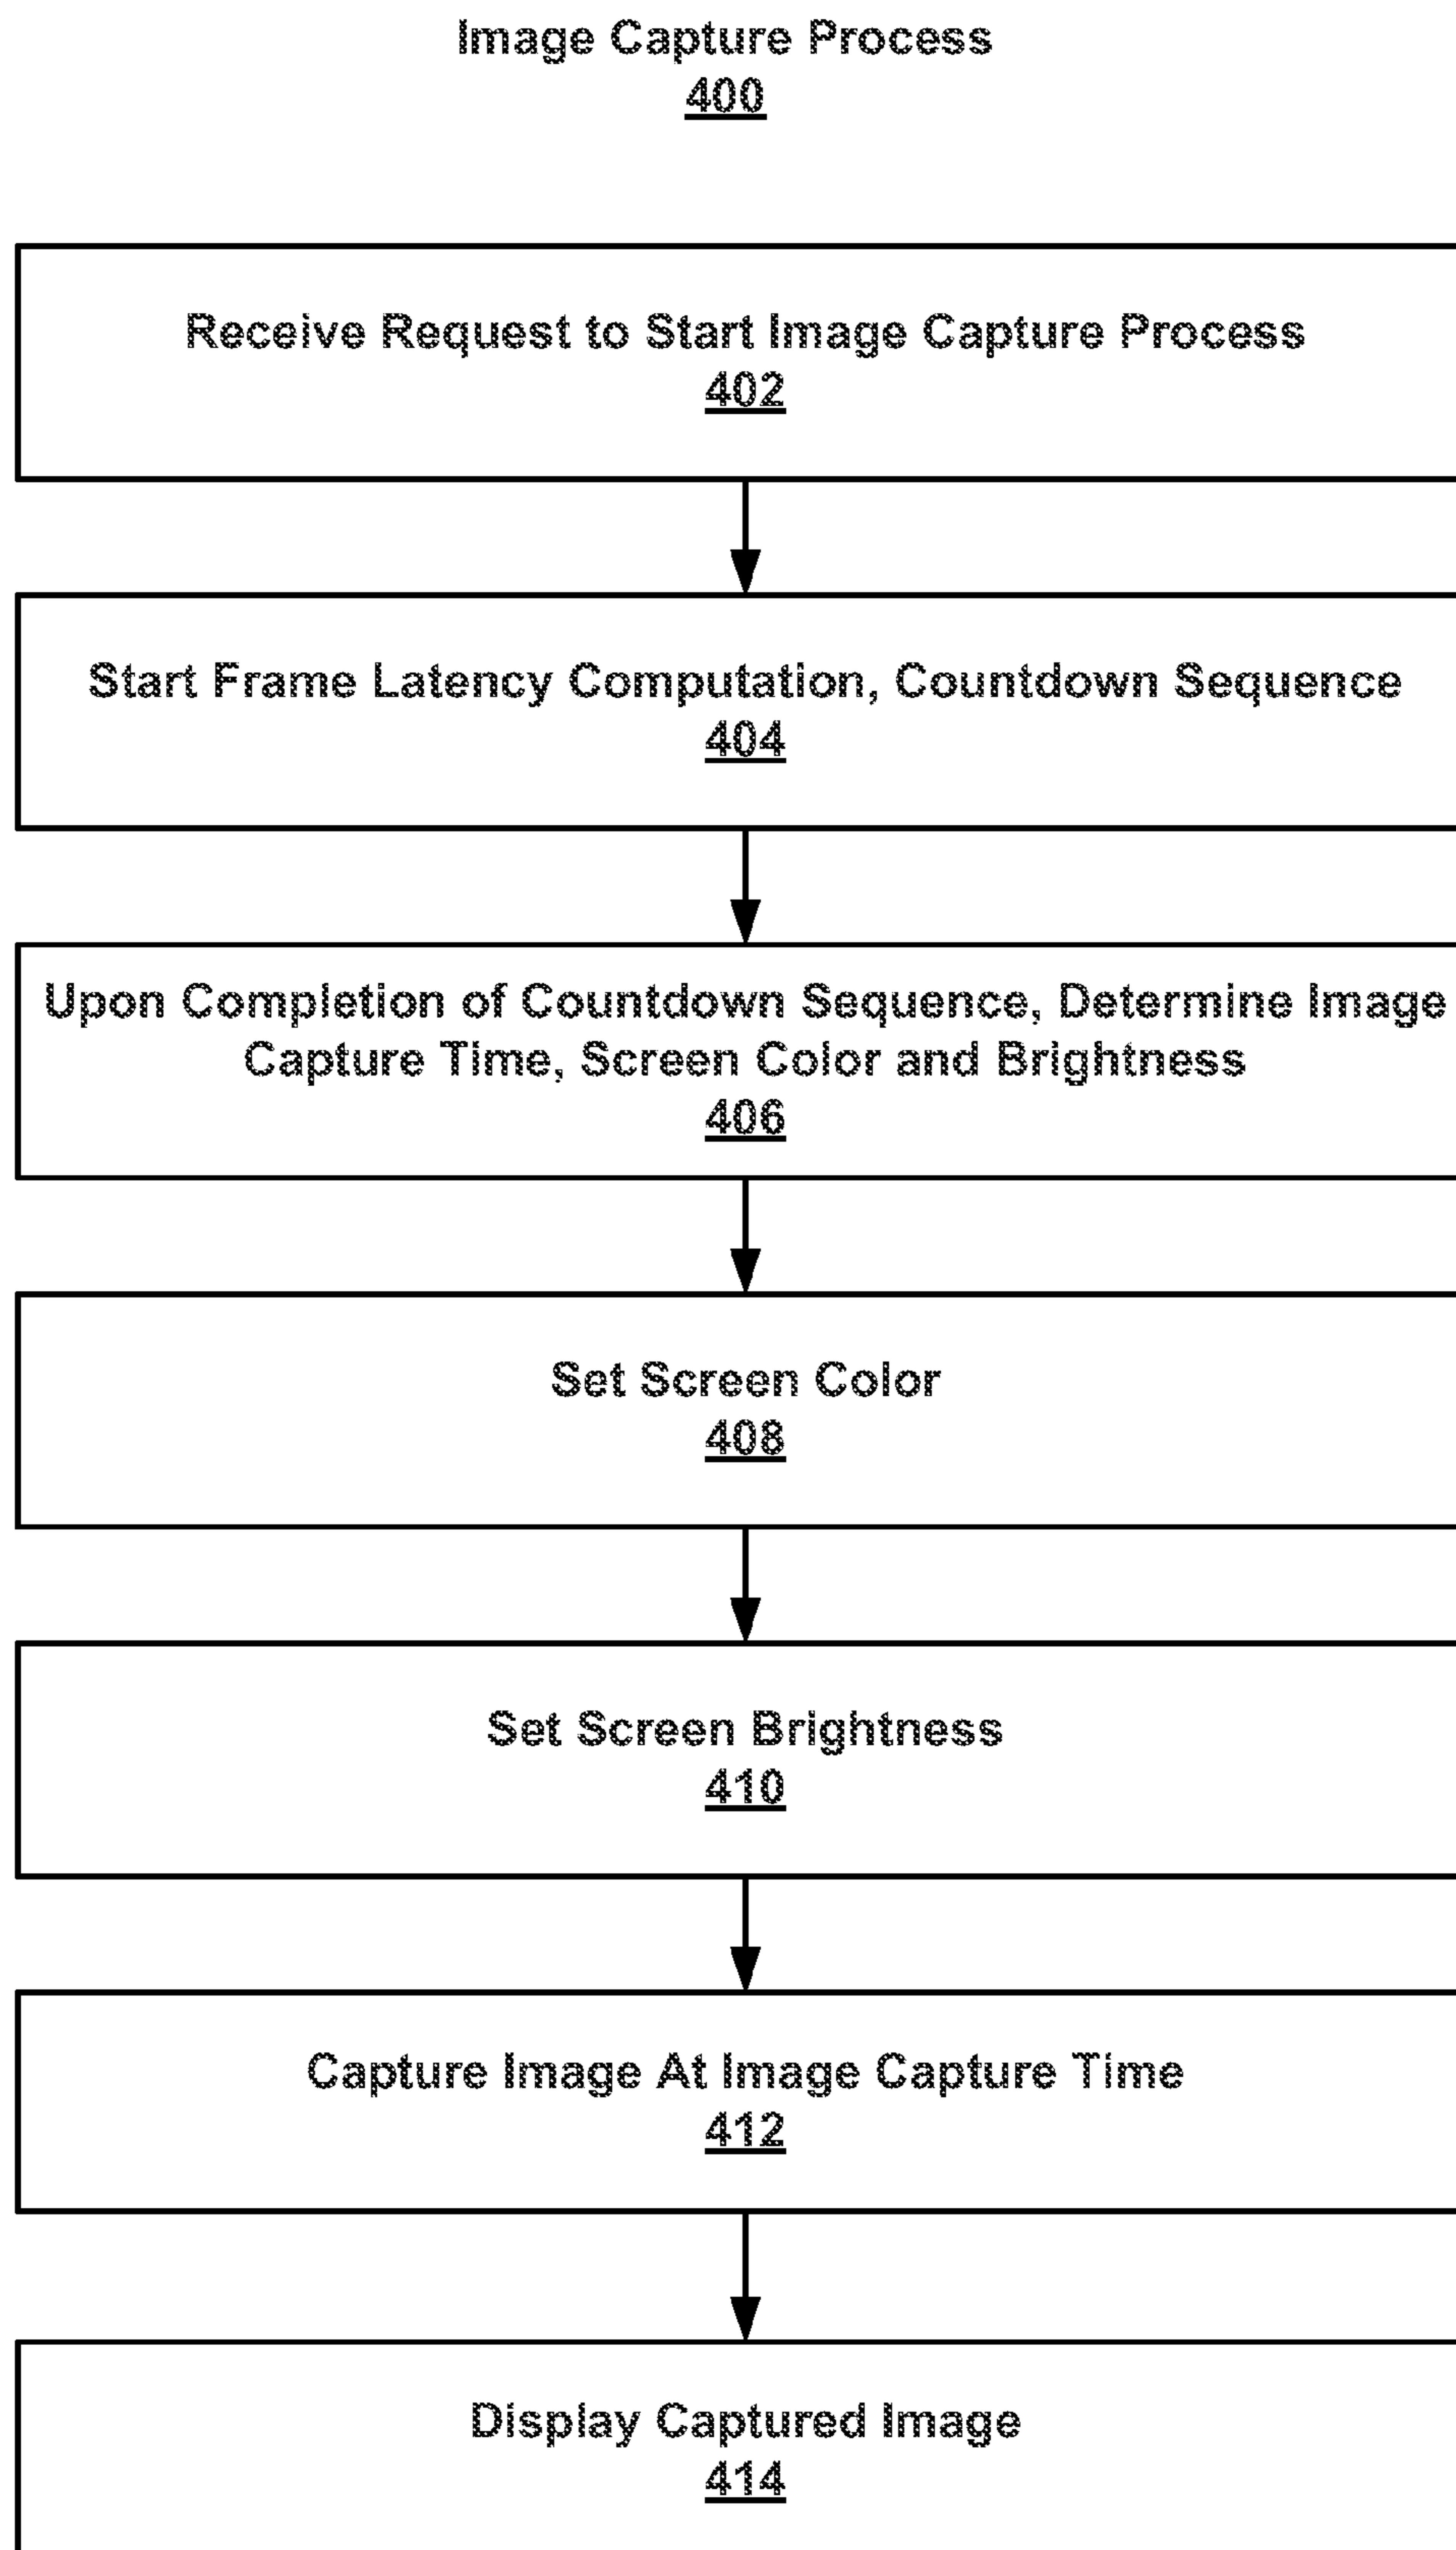 Image Capture Process
400
Receive Request to Start Image Capture Process
402
Start Frame Latency Computation, Countdown Sequence
404
Upon Completion of Countdown Sequence, Determine Image
Capture Time, Screen Color and Brightness
406
Set Screen Color
408
Set Screen Brightness
410
Capture Image At Image Capture Time
412
Display Captured Image
414